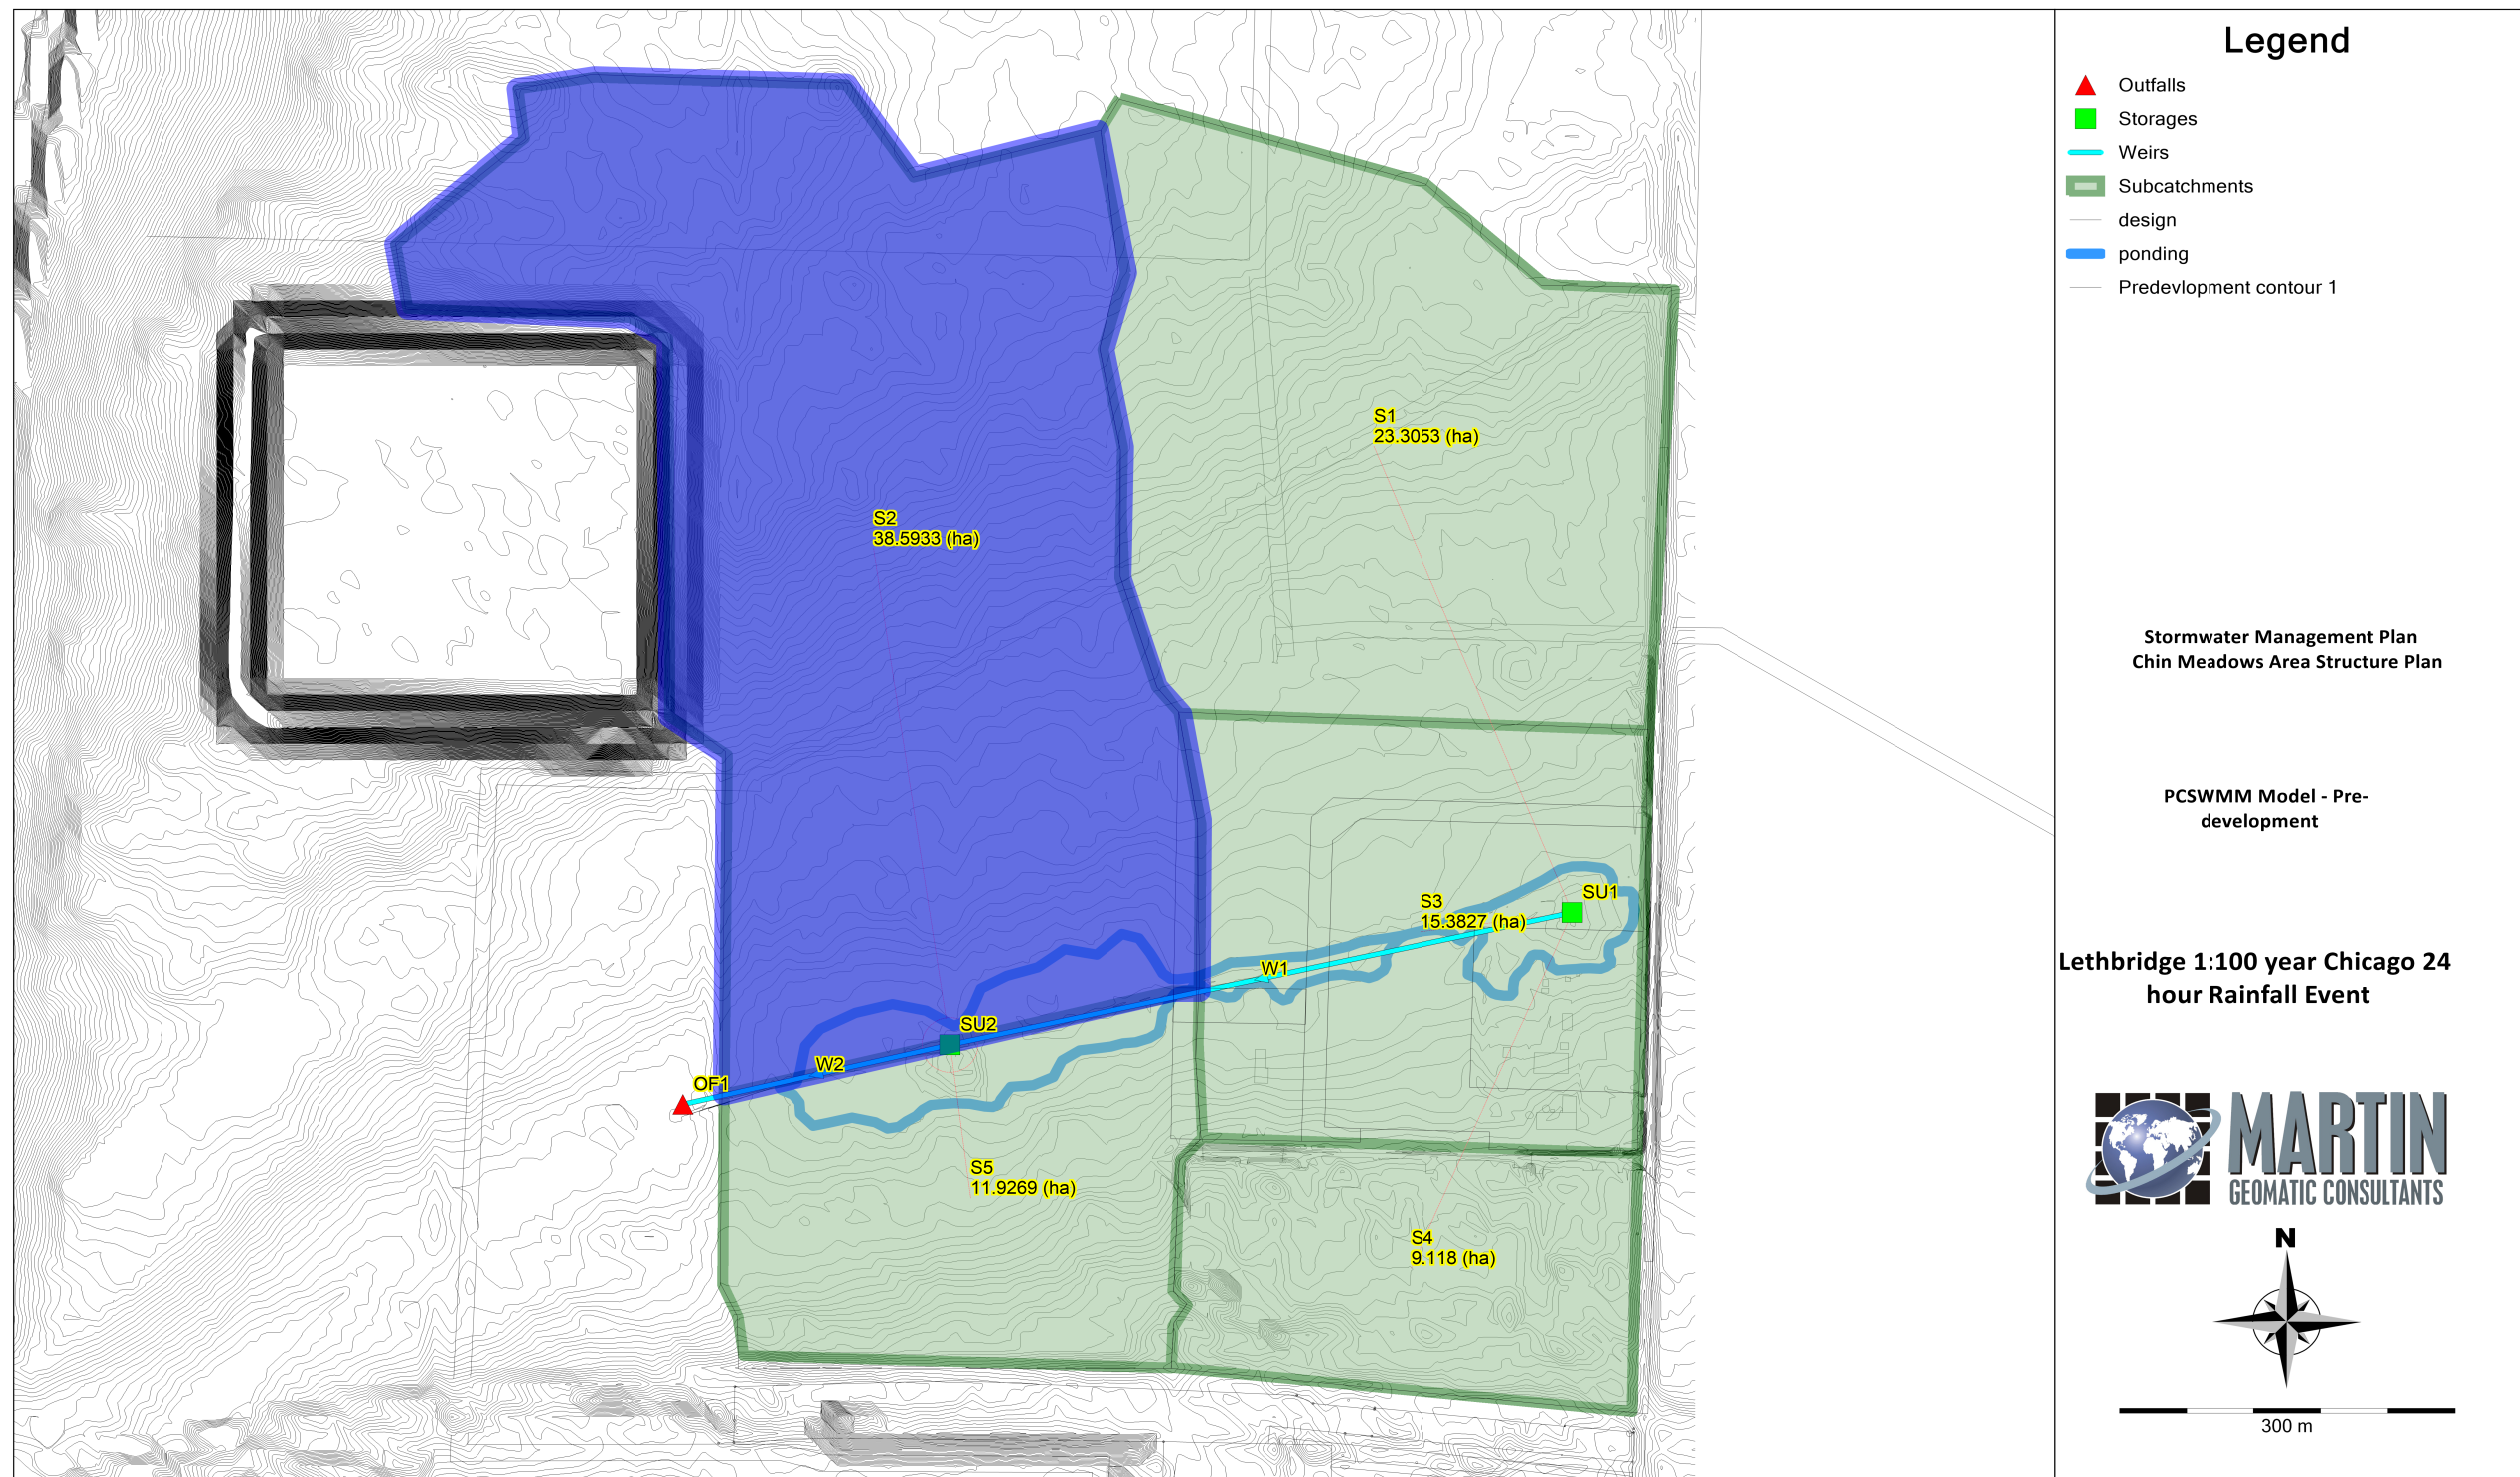 Legend
Outfalls
Storages
Weirs
Subcatchments
design
ponding
Predevlopment contour 1
S1
23.3053 (ha)
S2
38.5933 (ha)
S3
15.3827 (ha)
SU1
W1
SU2
W2
OF1
S5
11.9269 (ha)
S4
9.118 (ha)
Stormwater Management Plan
Chin Meadows Area Structure Plan
PCSWMM Model - Pre-
development
Lethbridge 1:100 year Chicago 24
hour Rainfall Event
MARTIN
GEOMATIC CONSULTANTS
N
300 m